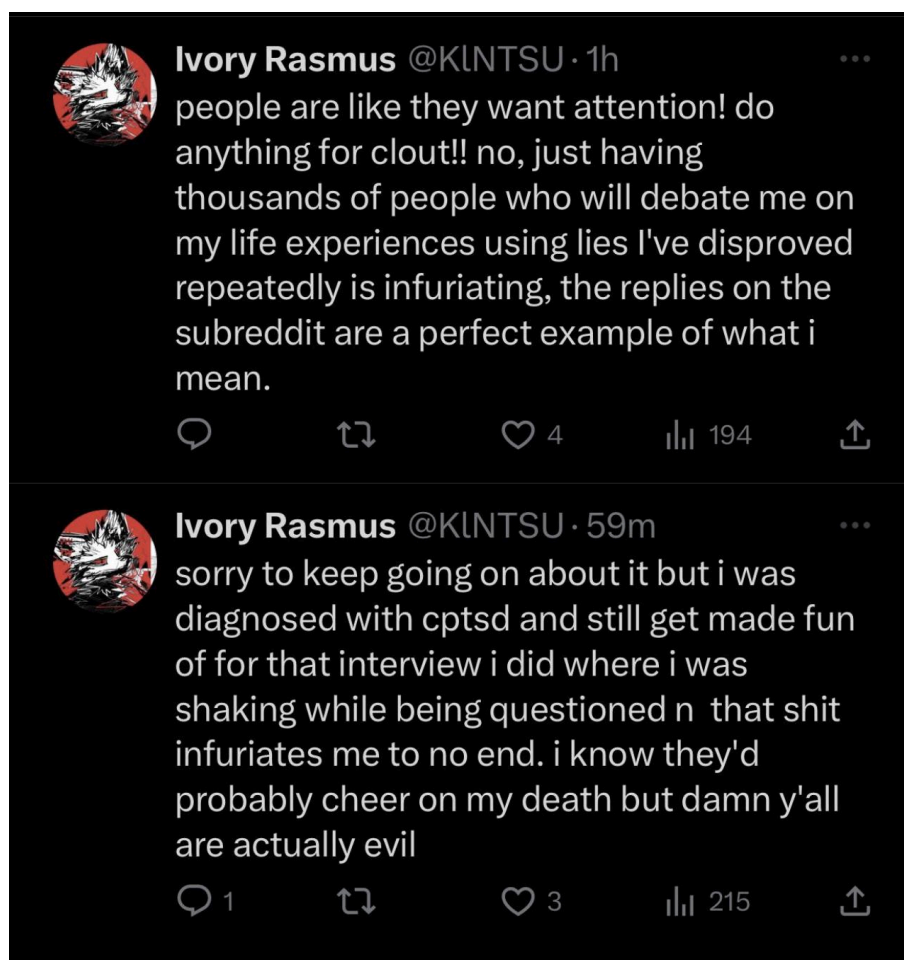 Ivory Rasmus @KlNTSU · 1h
people are like they want attention! do
anything for clout!! no, just having
thousands of people who will debate me on
my life experiences using lies I've disproved
repeatedly is infuriating, the replies on the
subreddit are a perfect example of what i
mean.
4 194
Ivory Rasmus @KlNTSU · 59m
sorry to keep going on about it but i was
diagnosed with cptsd and still get made fun
of for that interview i did where i was
shaking while being questioned n  that shit
infuriates me to no end. i know they'd
probably cheer on my death but damn y'all
are actually evil
1 3 215